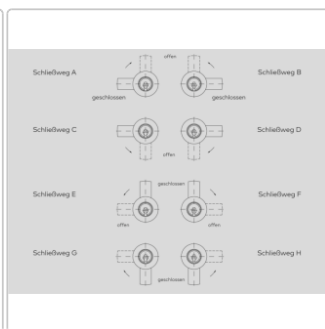 offen
Schließweg A
Schließweg B
geschlossen
geschlossen
Schließweg C
Schließweg D
offen
geschlossen
Schließweg E
Schließweg F
offen
offen
Schließweg G
Schließweg H
geschlossen